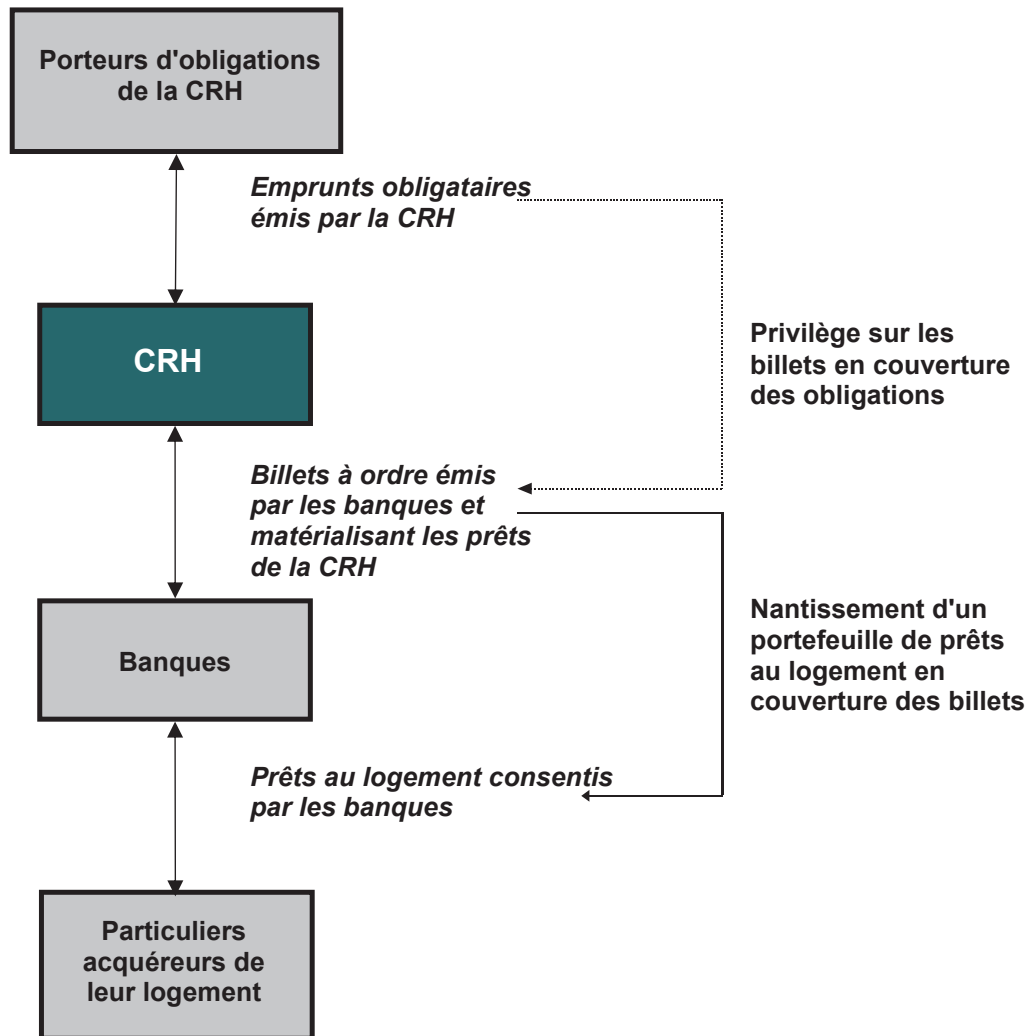 Porteurs d'obligations
de la CRH
Emprunts obligataires
émis par la CRH
CRH
Privilège sur les
billets en couverture
des obligations
Billets à ordre émis
par les banques et
matérialisant les prêts
de la CRH
Banques
Nantissement d'un
portefeuille de prêts
au logement en
couverture des billets
Prêts au logement consentis
par les banques
Particuliers
acquéreurs de
leur logement